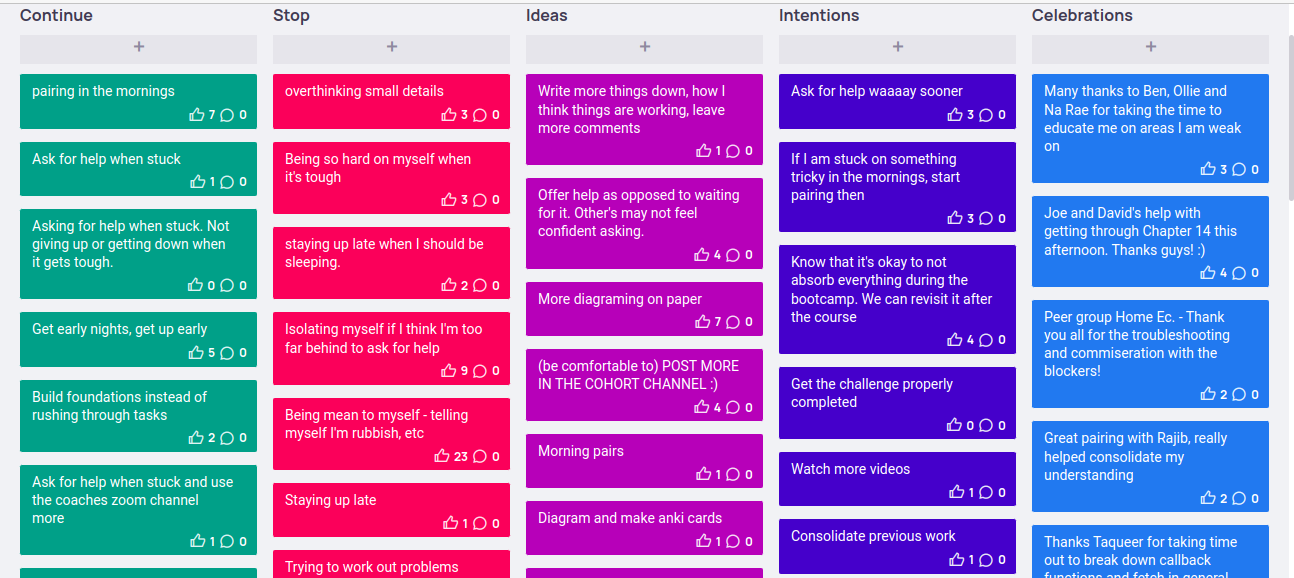 Continue
+
pairing in the mornings
7 0
Ask for help when stuck
1 0
Asking for help when stuck. Not
giving up or getting down when
it gets tough.
0 0
Get early nights, get up early
5 0
Build foundations instead of
rushing through tasks
2 0
Ask for help when stuck and use
the coaches zoom channel
more
1 0
Stop
+
overthinking small details
3 0
Being so hard on myself when
it's tough
3 0
staying up late when I should be
sleeping.
2 0
Isolating myself if I think I'm too
far behind to ask for help
9 0
Being mean to myself - telling
myself I'm rubbish, etc
23 0
Staying up late
1 0
Trying to work out problems
Ideas
+
Write more things down, how I
think things are working, leave
more comments
1 0
Offer help as opposed to waiting
for it. Other's may not feel
confident asking.
4 0
More diagraming on paper
7 0
(be comfortable to) POST MORE
IN THE COHORT CHANNEL :)
4 0
Morning pairs
1 0
Diagram and make anki cards
1 0
Intentions
+
Ask for help waaaay sooner
3 0
If I am stuck on something
tricky in the mornings, start
pairing then
3 0
Know that it's okay to not
absorb everything during the
bootcamp. We can revisit it after
the course
4 0
Get the challenge properly
completed
0 0
Watch more videos
1 0
Consolidate previous work
1 0
Celebrations
+
Many thanks to Ben, Ollie and
Na Rae for taking the time to
educate me on areas I am weak
on
3 0
Joe and David's help with
getting through Chapter 14 this
afternoon. Thanks guys! :)
4 0
Peer group Home Ec. - Thank
you all for the troubleshooting
and commiseration with the
blockers!
2 0
Great pairing with Rajib, really
helped consolidate my
understanding
2 0
Thanks Taqueer for taking time
out to break down callback
functions and fetch in general